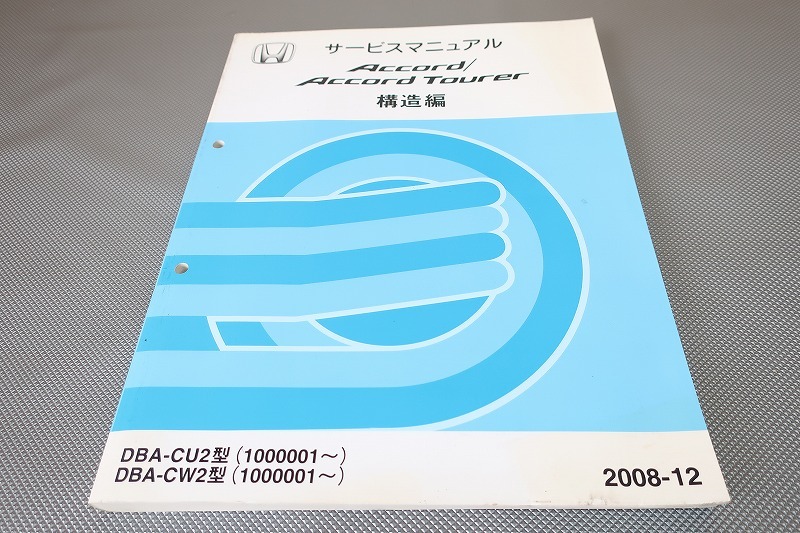 サービスマニュアル
Accord/
Accord Tourer
構造編
DBA-CU2型(1000001～)
DBA-CW2型(1000001～)
2008-12